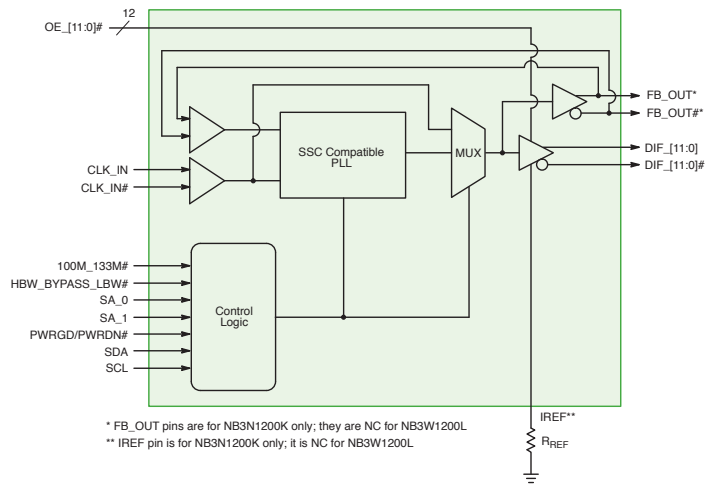 12
OE_[11:0]#
FB_OUT*
FB_OUT#*
SSC Compatible
PLL
MUX
DIF_[11:0]
DIF_[11:0]#
CLK_IN
CLK_IN#
100M_133M#
HBW_BYPASS_LBW#
SA_0
SA_1
PWRGD/PWRDN#
SDA
SCL
Control
Logic
IREF**
RREF
* FB_OUT pins are for NB3N1200K only; they are NC for NB3W1200L
** IREF pin is for NB3N1200K only; it is NC for NB3W1200L